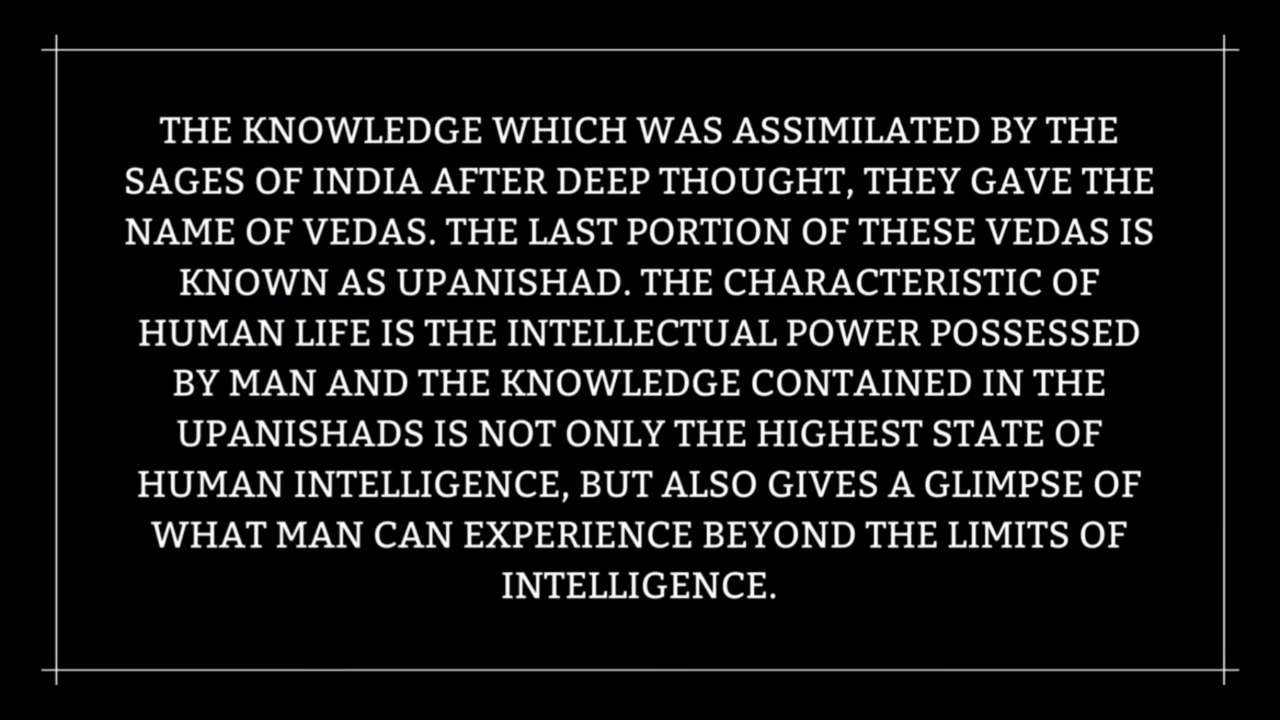 THE KNOWLEDGE WHICH WAS ASSIMILATED BY THE
SAGES OF INDIA AFTER DEEP THOUGHT, THEY GAVE THE
NAME OF VEDAS. THE LAST PORTION OF THESE VEDAS IS
KNOWN AS UPANISHAD. THE CHARACTERISTIC OF
HUMAN LIFE IS THE INTELLECTUAL POWER POSSESSED
BY MAN AND THE KNOWLEDGE CONTAINED IN THE
UPANISHADS IS NOT ONLY THE HIGHEST STATE OF
HUMAN INTELLIGENCE, BUT ALSO GIVES A GLIMPSE OF
WHAT MAN CAN EXPERIENCE BEYOND THE LIMITS OF
INTELLIGENCE.